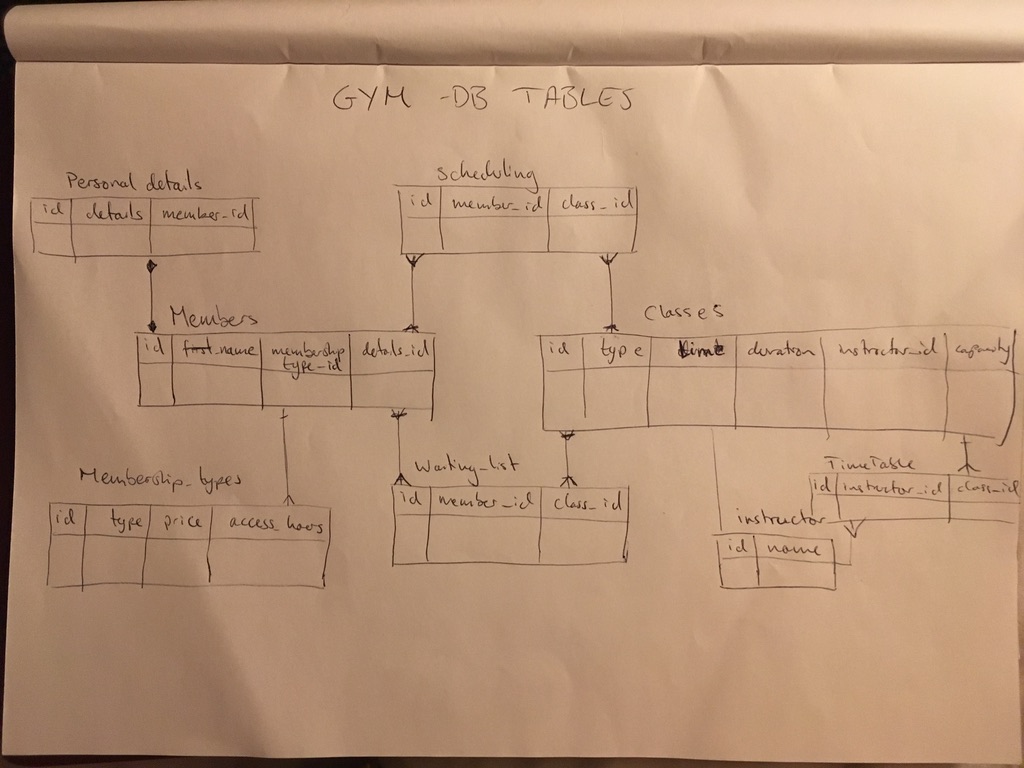 GYM -DB TABLES
Personal details
id details member_id
Scheduling
id member_id class_id
Members
id first_name membership type_id details_id
Classes
id type time duration instructor_id capacity
Membership_types
id type price access_hours
Waiting_list
id member_id class_id
TimeTable
id instructor_id class_id
instructor
id name